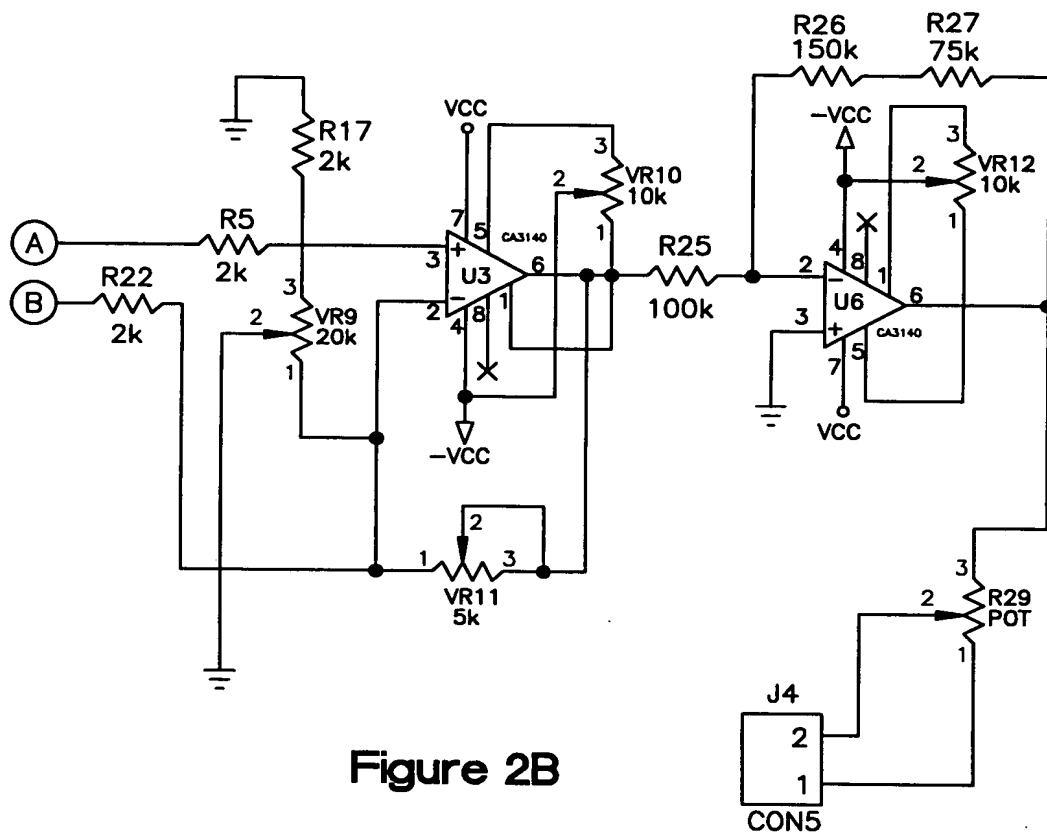 R26
150k
R27
75k
R17
2k
VCC
3
2
VR10
10k
1
-VCC
3
2
VR12
10k
1
A
R5
2k
7
5
CA3140
3
+
U3
6
-
2
4
8
1
-VCC
R25
100k
4
8
1
2
-
U6
6
3
+
CA3140
7
5
VCC
B
R22
2k
3
2
VR9
20k
1
2
1
3
VR11
5k
3
2
R29
POT
1
J4
2
1
CON5
Figure 2B